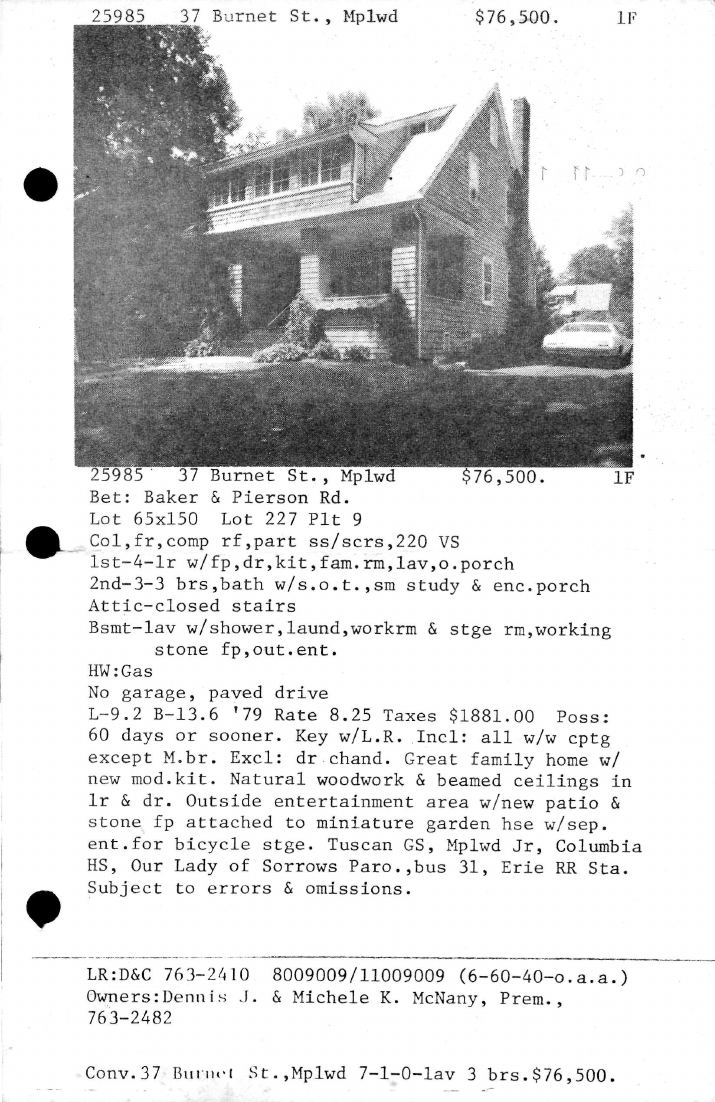 25985 37 Burnet St., Mplwd $76,500. 1F
25985 37 Burnet St., Mplwd $76,500. 1F
Bet: Baker & Pierson Rd.
Lot 65x150 Lot 227 Plt 9
Col,fr,comp rf,part ss/scrs,220 VS
1st-4-lr w/fp,dr,kit,fam.rm,lav,o.porch
2nd-3-3 brs,bath w/s.o.t.,sm study & enc.porch
Attic-closed stairs
Bsmt-lav w/shower,laund,workrm & stge rm,working
stone fp,out.ent.
HW:Gas
No garage, paved drive
L-9.2 B-13.6 '79 Rate 8.25 Taxes $1881.00 Poss:
60 days or sooner. Key w/L.R. Incl: all w/w cptg
except M.br. Excl: dr chand. Great family home w/
new mod.kit. Natural woodwork & beamed ceilings in
lr & dr. Outside entertainment area w/new patio &
stone fp attached to miniature garden hse w/sep.
ent.for bicycle stge. Tuscan GS, Mplwd Jr, Columbia
HS, Our Lady of Sorrows Paro.,bus 31, Erie RR Sta.
Subject to errors & omissions.
LR:D&C 763-2410 8009009/11009009 (6-60-40-o.a.a.)
Owners:Dennis J. & Michele K. McNany, Prem.,
763-2482
Conv.37 Burnet St.,Mplwd 7-1-0-lav 3 brs.$76,500.